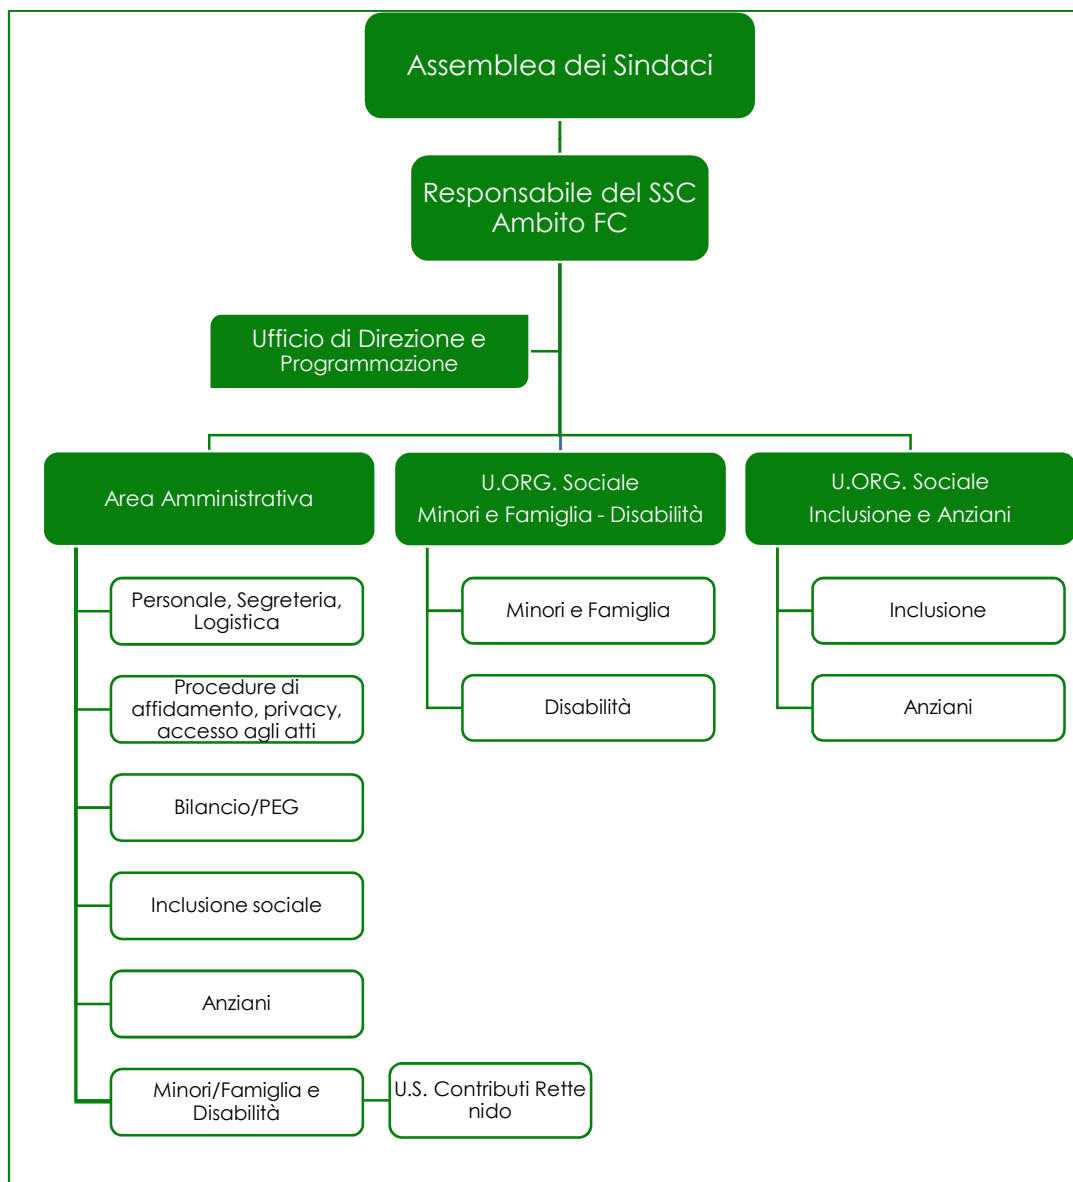 Assemblea dei Sindaci
Responsabile del SSC
Ambito FC
Ufficio di Direzione e
Programmazione
Area Amministrativa
U.ORG. Sociale
Minori e Famiglia - Disabilità
U.ORG. Sociale
Inclusione e Anziani
Personale, Segreteria,
Logistica
Procedure di
affidamento, privacy,
accesso agli atti
Bilancio/PEG
Inclusione sociale
Anziani
Minori/Famiglia e
Disabilità
U.S. Contributi Rette
nido
Minori e Famiglia
Disabilità
Inclusione
Anziani